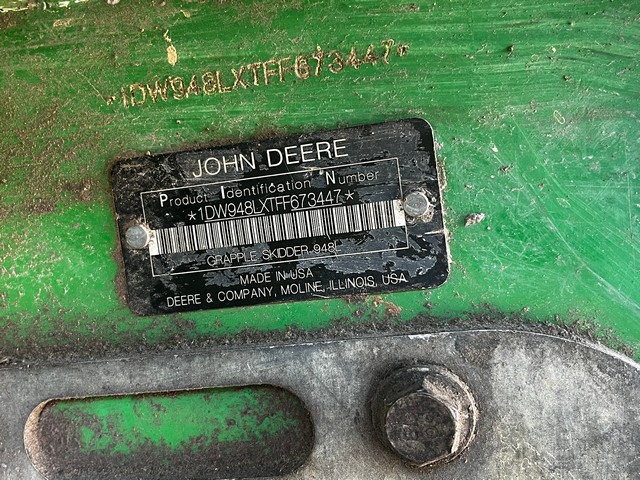 *1DW948LXTFF673447*
JOHN DEERE
Product Identification Number
*1DW948LXTFF673447*
GRAPPLE SKIDDER 948L
MADE IN USA
DEERE & COMPANY, MOLINE, ILLINOIS, USA